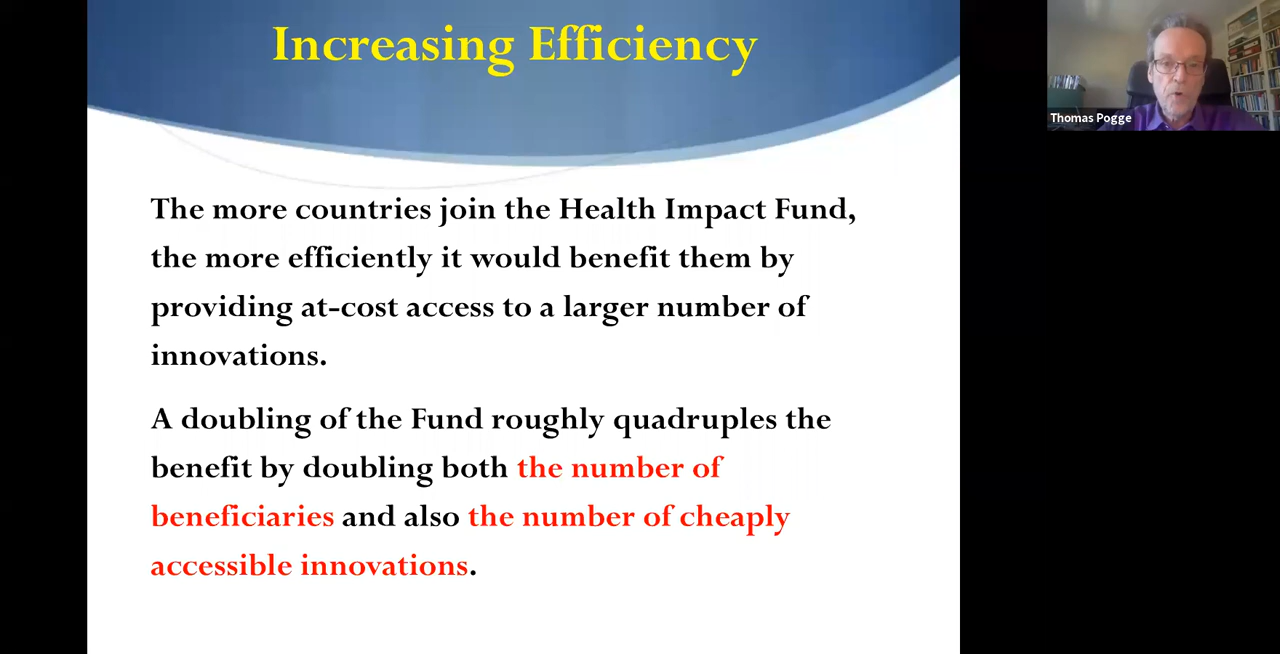 Increasing Efficiency
Thomas Pogge
The more countries join the Health Impact Fund,
the more efficiently it would benefit them by
providing at-cost access to a larger number of
innovations.
A doubling of the Fund roughly quadruples the
benefit by doubling both the number of
beneficiaries and also the number of cheaply
accessible innovations.